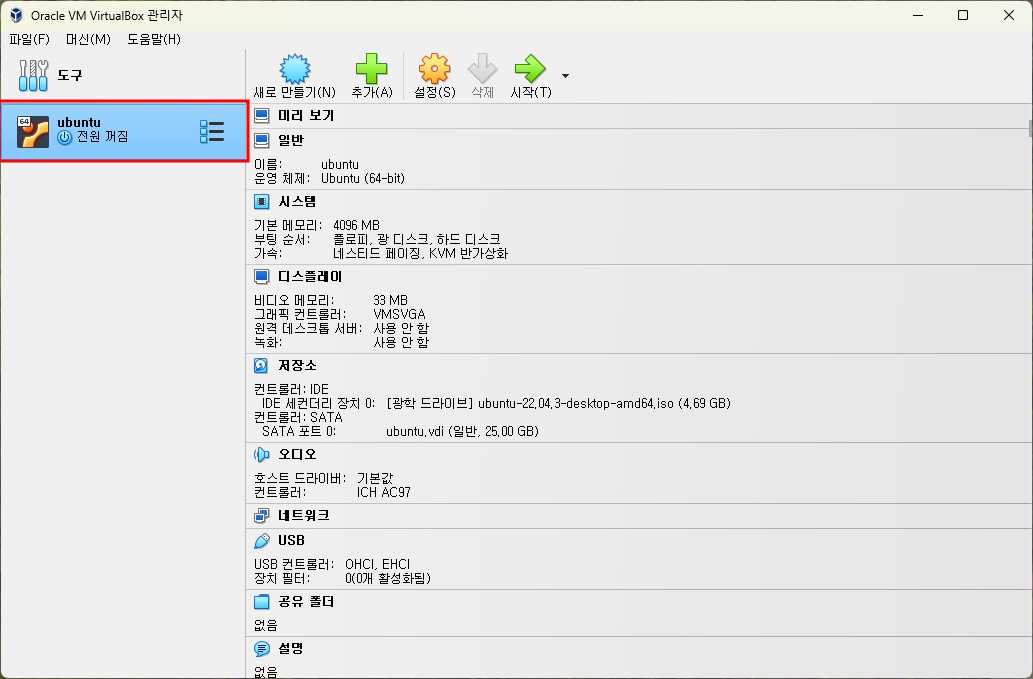 Oracle VM VirtualBox 관리자
파일(F) 머신(M) 도움말(H)
도구
새로 만들기(N) 추가(A) 설정(S) 삭제 시작(T)
64
ubuntu
전원 꺼짐
미리 보기
일반
이름: ubuntu
운영 체제: Ubuntu (64-bit)
시스템
기본 메모리: 4096 MB
부팅 순서: 플로피, 광 디스크, 하드 디스크
가속: 네스티드 페이징, KVM 반가상화
디스플레이
비디오 메모리: 33 MB
그래픽 컨트롤러: VMSVGA
원격 데스크톱 서버: 사용 안 함
녹화: 사용 안 함
저장소
컨트롤러: IDE
IDE 세컨더리 장치 0: [광학 드라이브] ubuntu-22.04.3-desktop-amd64.iso (4.69 GB)
컨트롤러: SATA
SATA 포트 0: ubuntu.vdi (일반, 25.00 GB)
오디오
호스트 드라이버: 기본값
컨트롤러: ICH AC97
네트워크
USB
USB 컨트롤러: OHCI, EHCI
장치 필터: 0(0개 활성화됨)
공유 폴더
없음
설명
없음